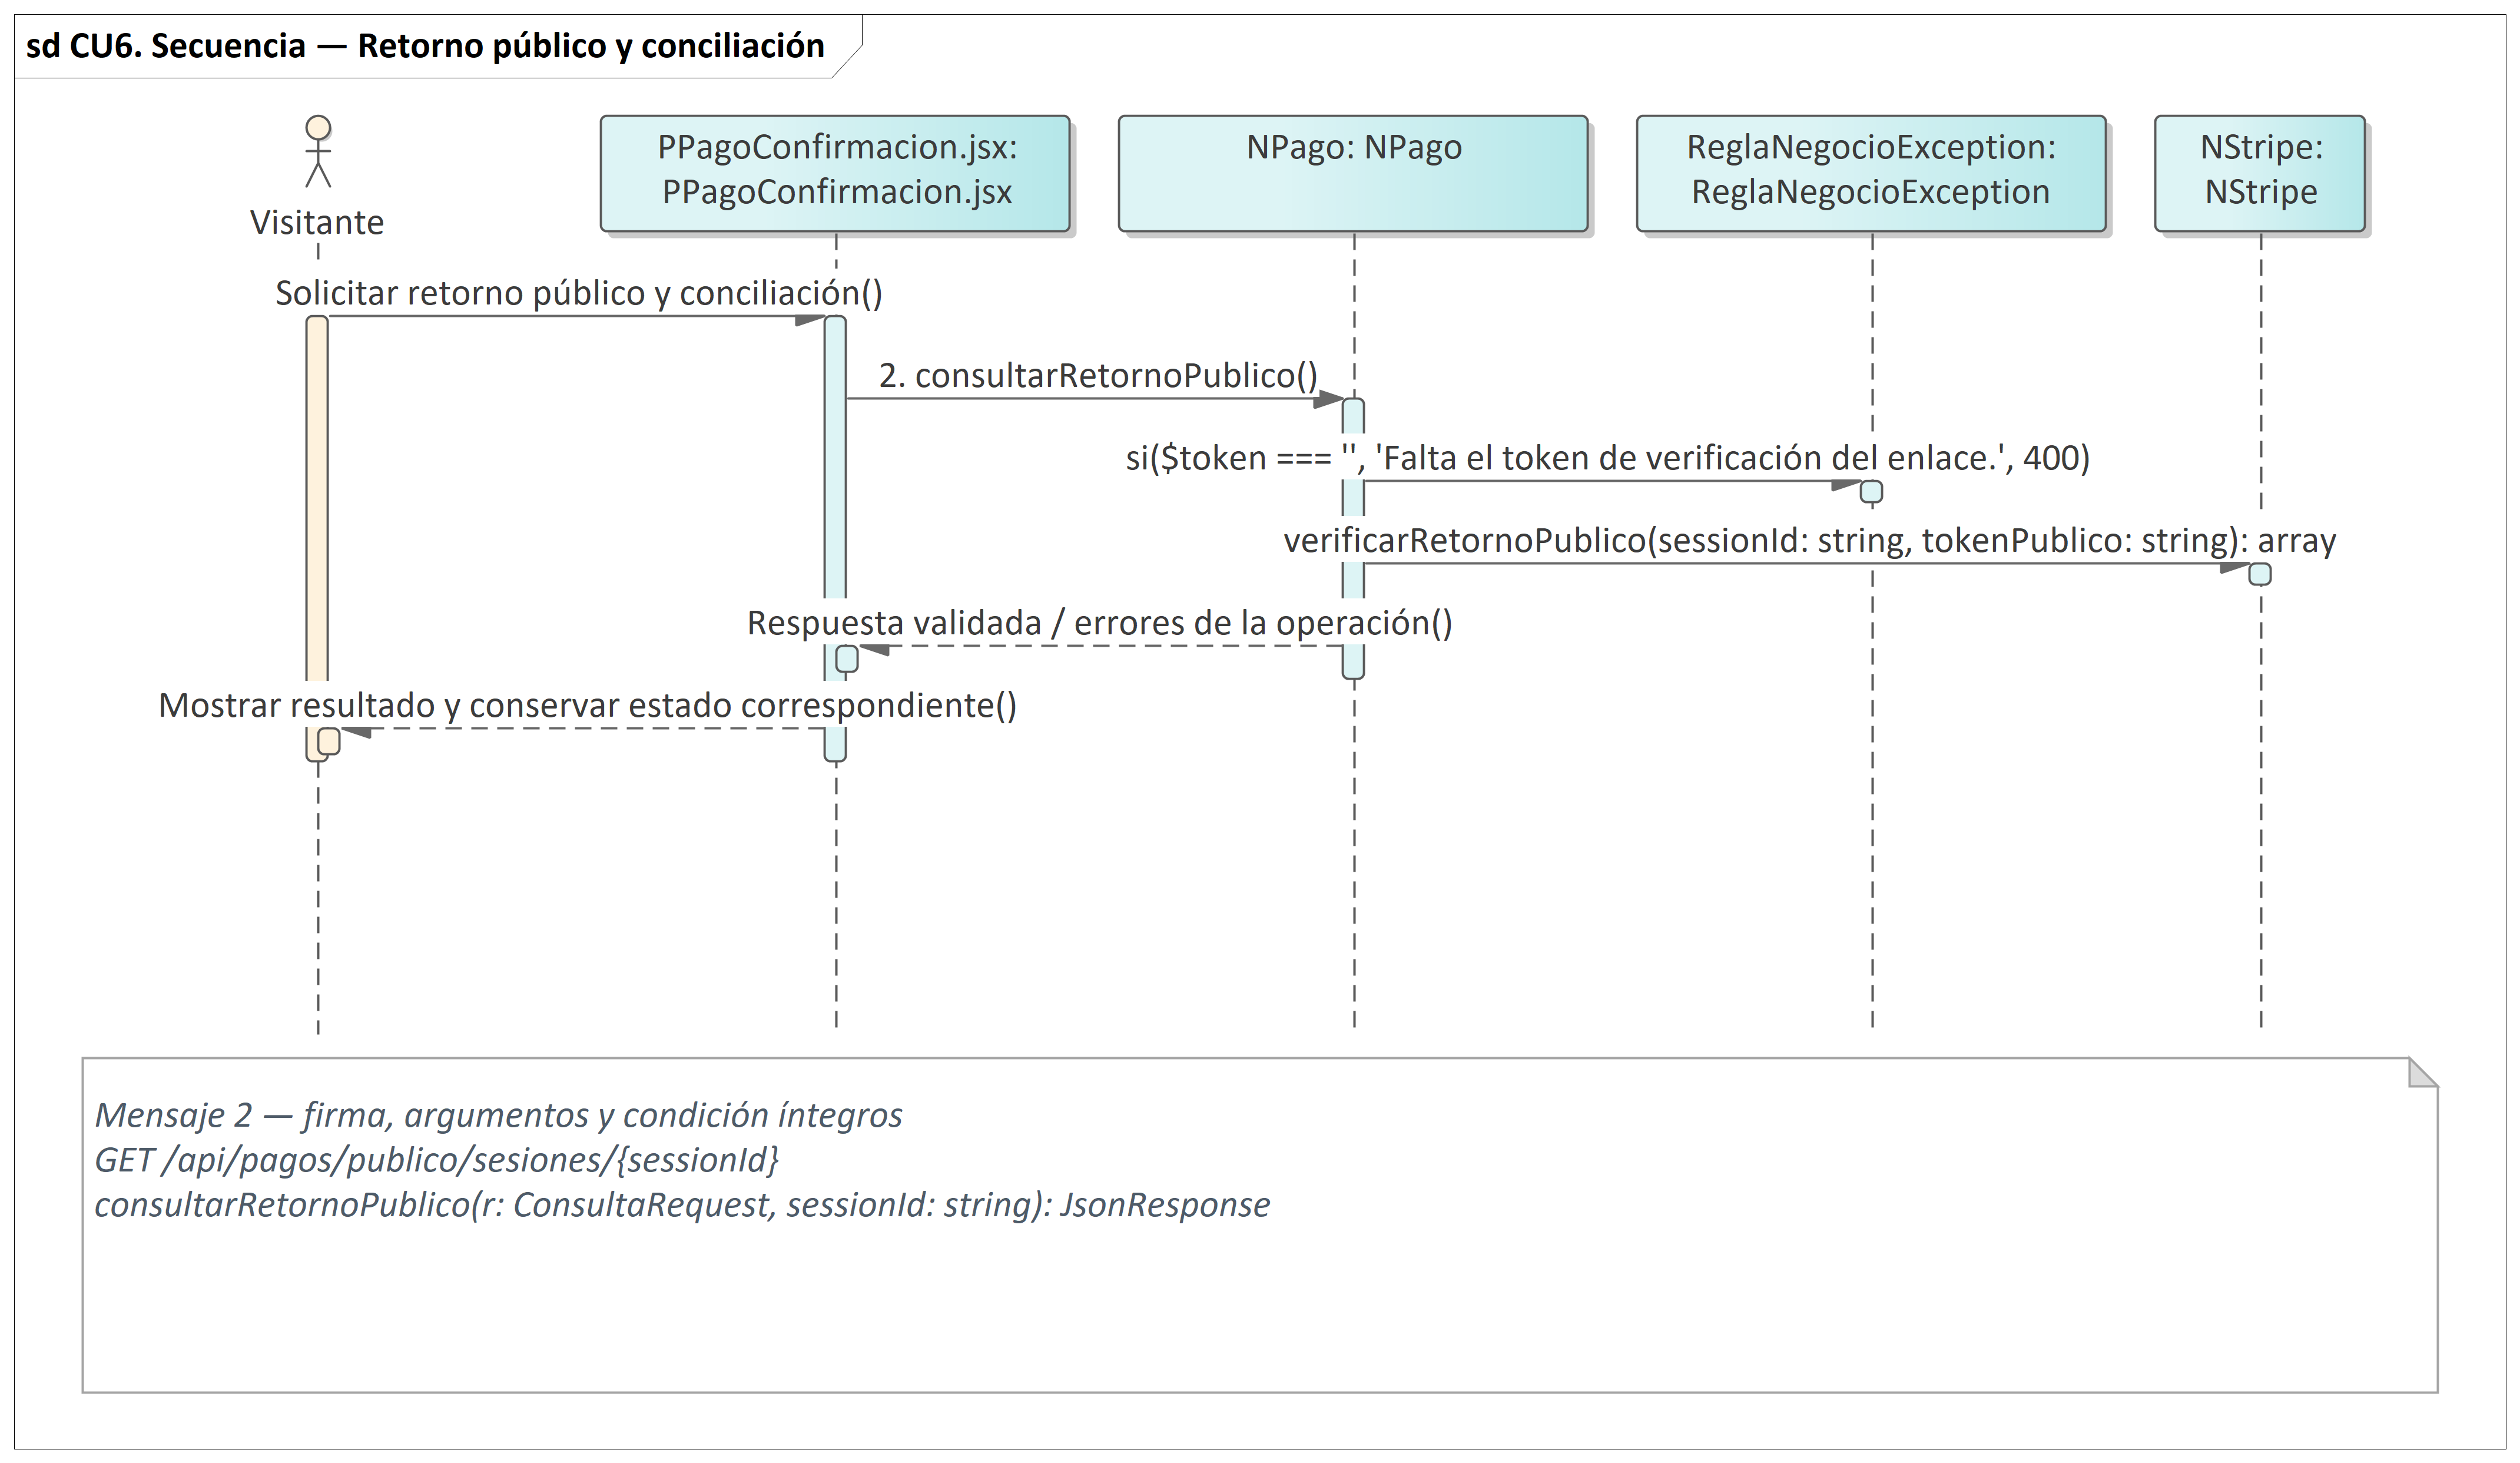 sd CU6. Secuencia — Retorno público y conciliación
Visitante
PPagoConfirmacion.jsx:
PPagoConfirmacion.jsx
NPago: NPago
ReglaNegocioException:
ReglaNegocioException
NStripe:
NStripe
Solicitar retorno público y conciliación()
2. consultarRetornoPublico()
si($token === '', 'Falta el token de verificación del enlace.', 400)
verificarRetornoPublico(sessionId: string, tokenPublico: string): array
Respuesta validada / errores de la operación()
Mostrar resultado y conservar estado correspondiente()
Mensaje 2 — firma, argumentos y condición íntegros
GET /api/pagos/publico/sesiones/{sessionId}
consultarRetornoPublico(r: ConsultaRequest, sessionId: string): JsonResponse